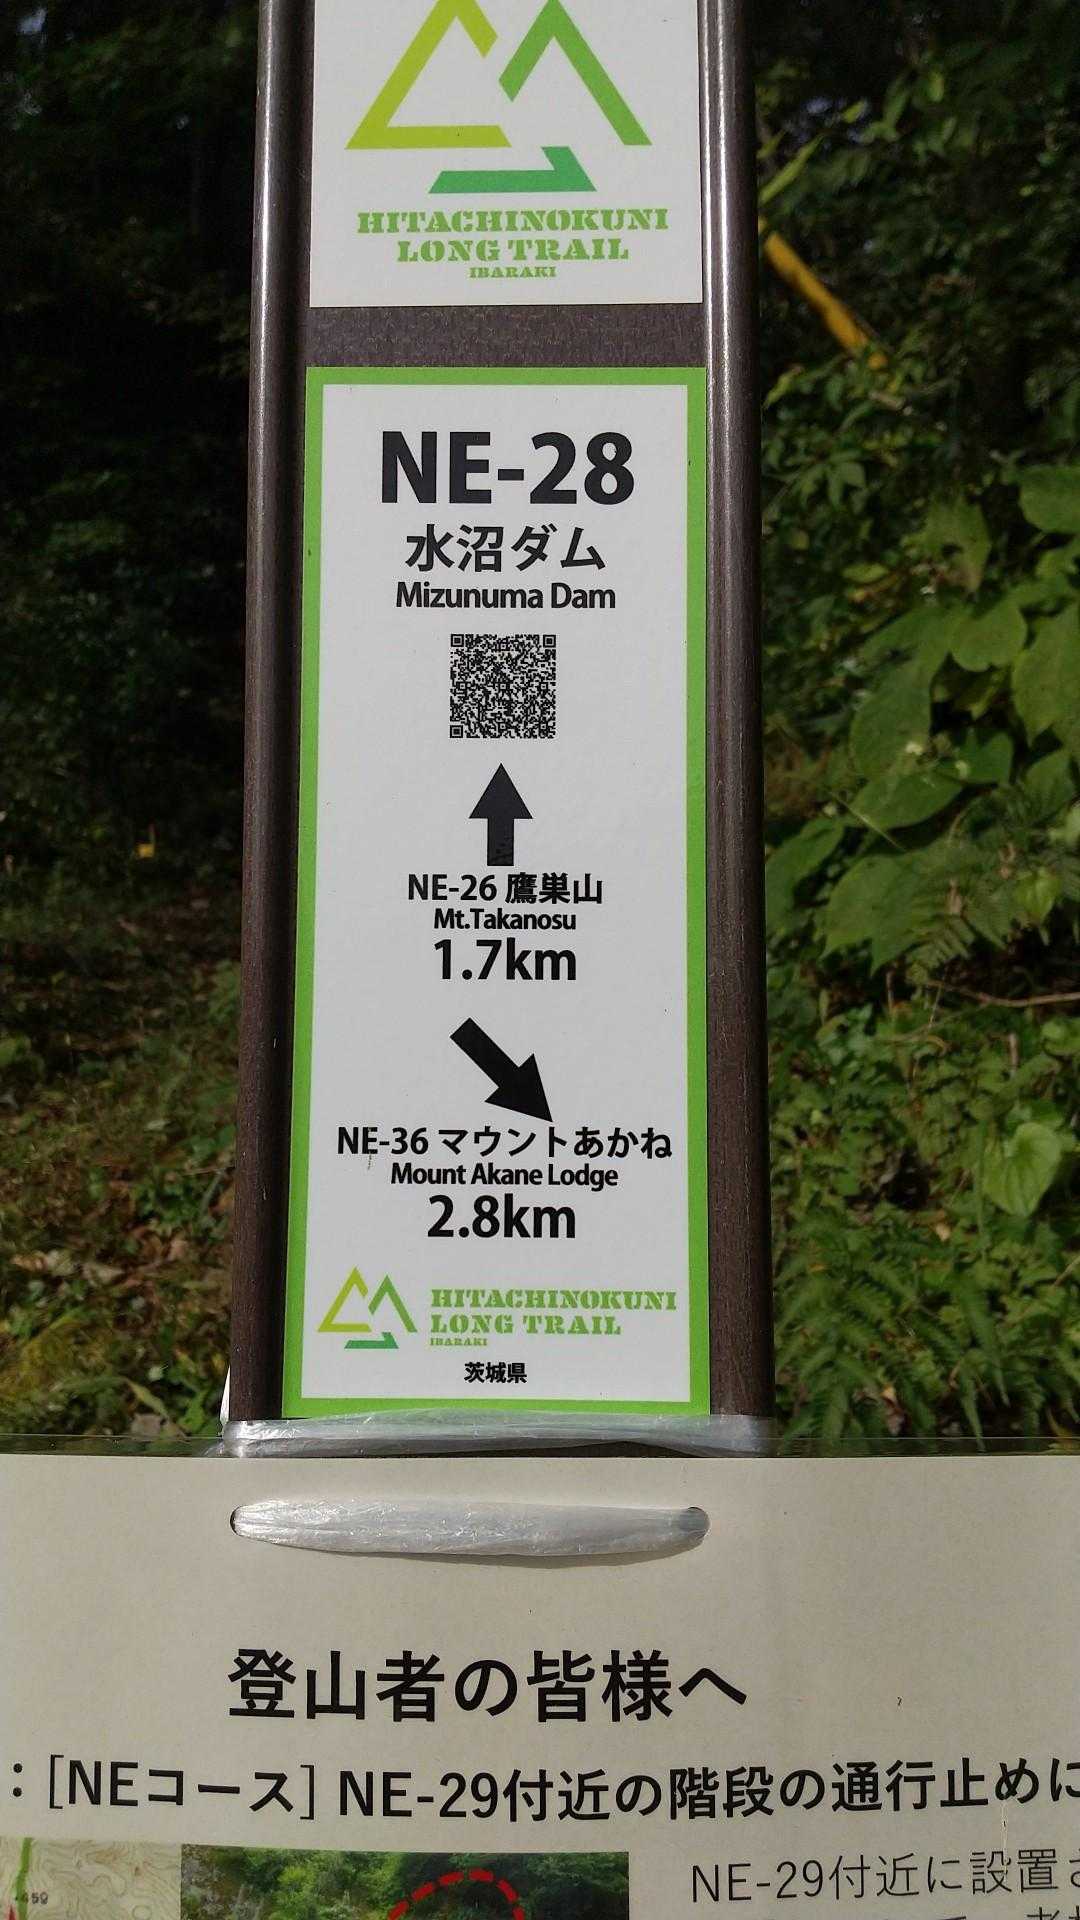 HITACHINOKUNI
LONG TRAIL
IBARAKI
NE-28
水沼ダム
Mizunuma Dam
NE-26 鷹巣山
Mt.Takanosu
1.7km
NE-36 マウントあかね
Mount Akane Lodge
2.8km
HITACHINOKUNI
LONG TRAIL
IBARAKI
茨城県
登山者の皆様へ
：[NEコース] NE-29付近の階段の通行止めに
NE-29付近に設置